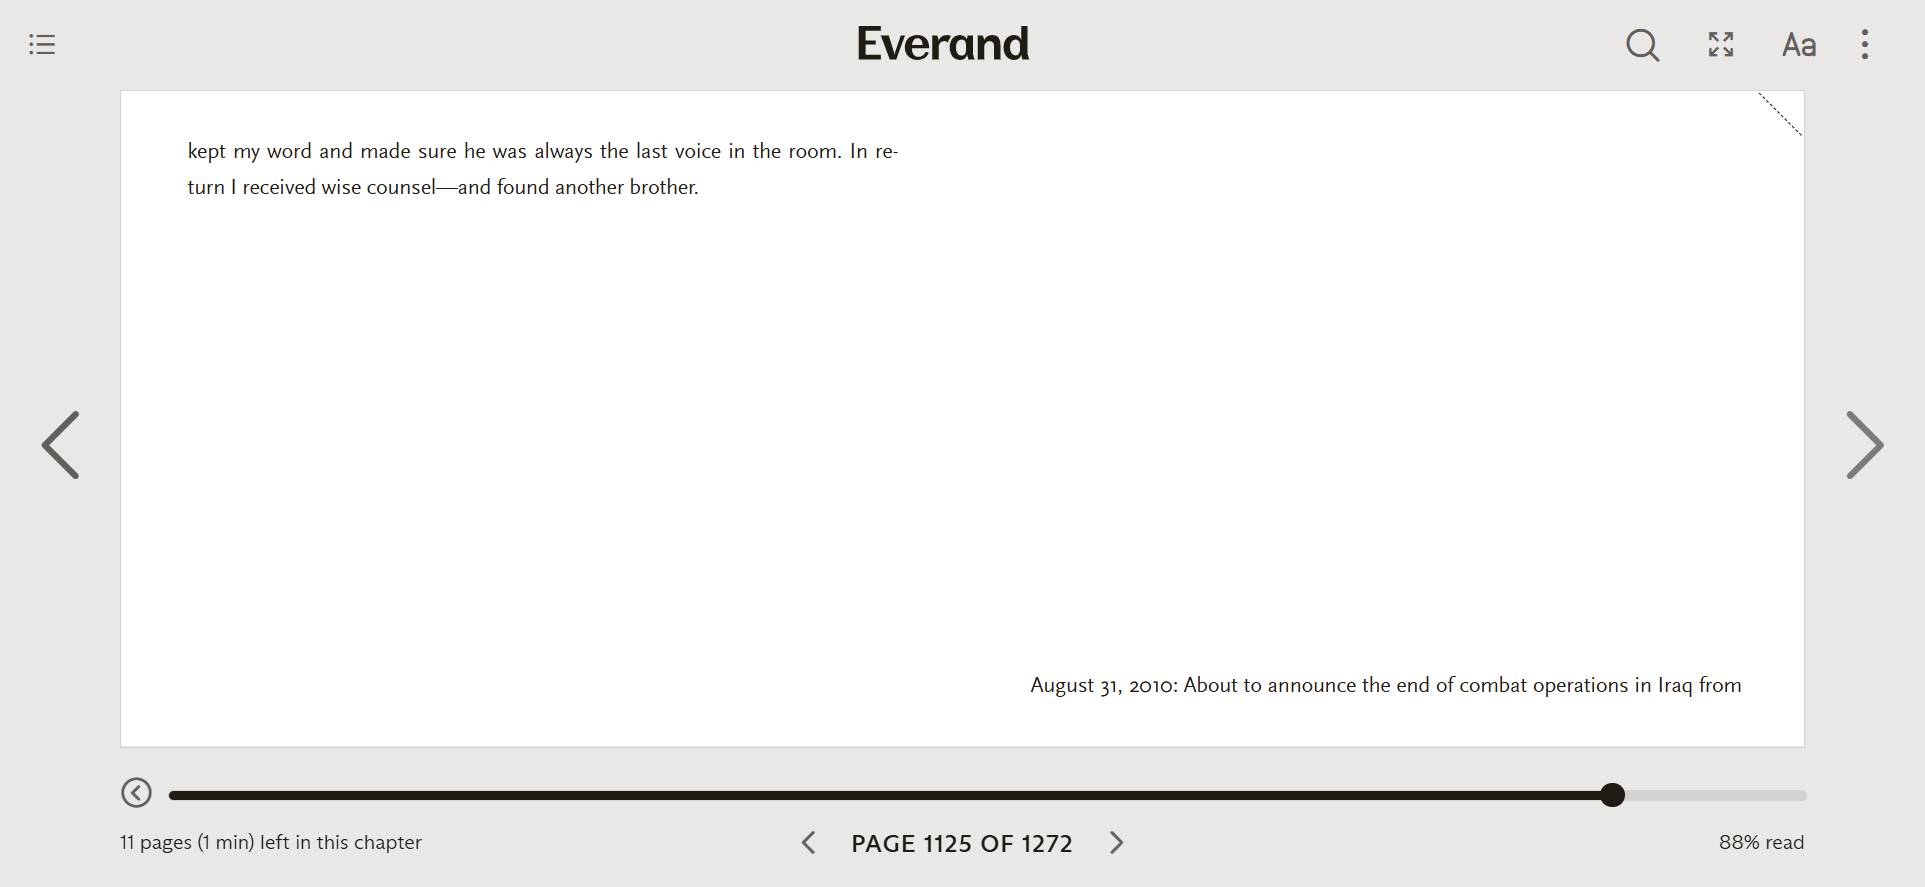 Everand
Aa
kept my word and made sure he was always the last voice in the room. In re-
turn I received wise counsel—and found another brother.
August 31, 2010: About to announce the end of combat operations in Iraq from
11 pages (1 min) left in this chapter
PAGE 1125 OF 1272
88% read